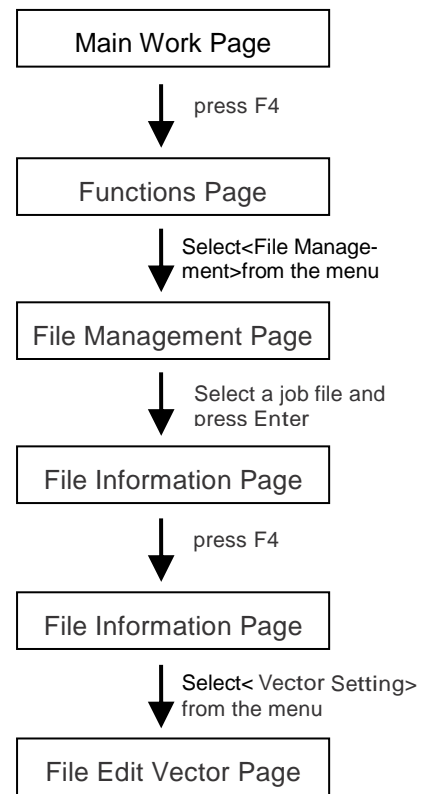 Main Work Page
press F4
Functions Page
Select<File Manage-
ment>from the menu
File Management Page
Select a job file and
press Enter
File Information Page
press F4
File Information Page
Select< Vector Setting>
from the menu
File Edit Vector Page